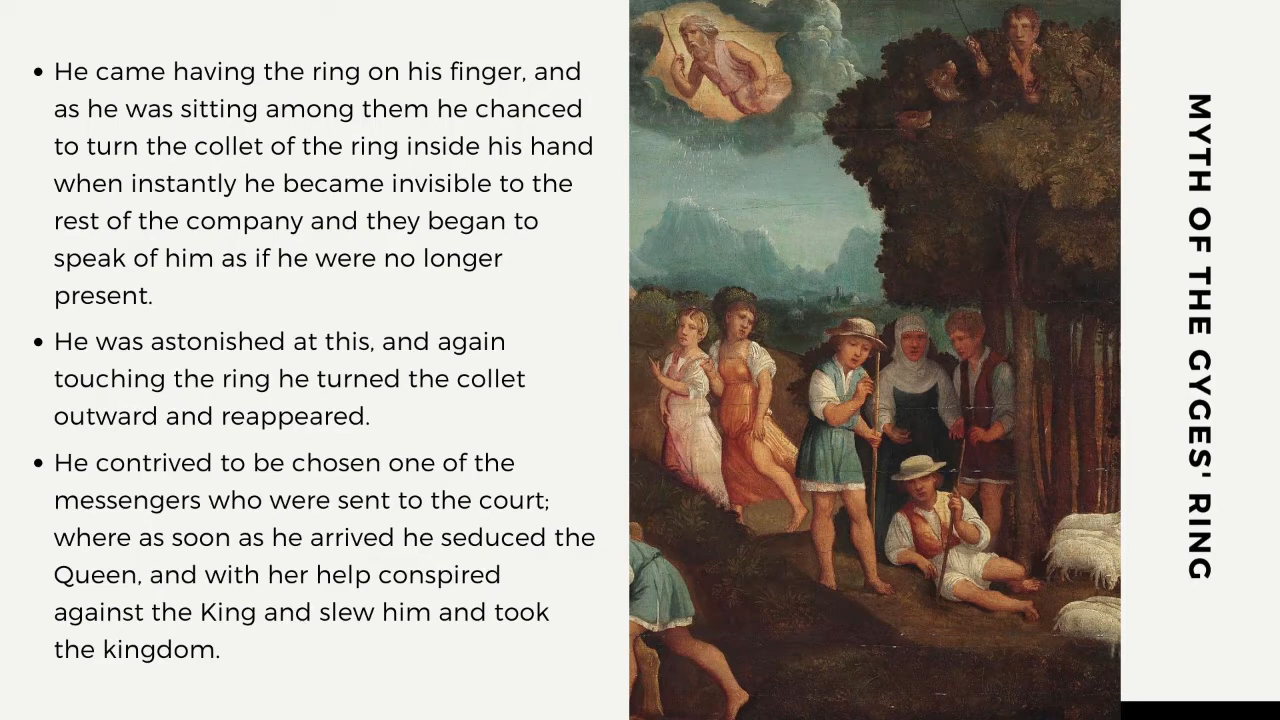 • He came having the ring on his finger, and
as he was sitting among them he chanced
to turn the collet of the ring inside his hand
when instantly he became invisible to the
rest of the company and they began to
speak of him as if he were no longer
present.
• He was astonished at this, and again
touching the ring he turned the collet
outward and reappeared.
• He contrived to be chosen one of the
messengers who were sent to the court;
where as soon as he arrived he seduced the
Queen, and with her help conspired
against the King and slew him and took
the kingdom.
MYTH OF THE GYGES' RING